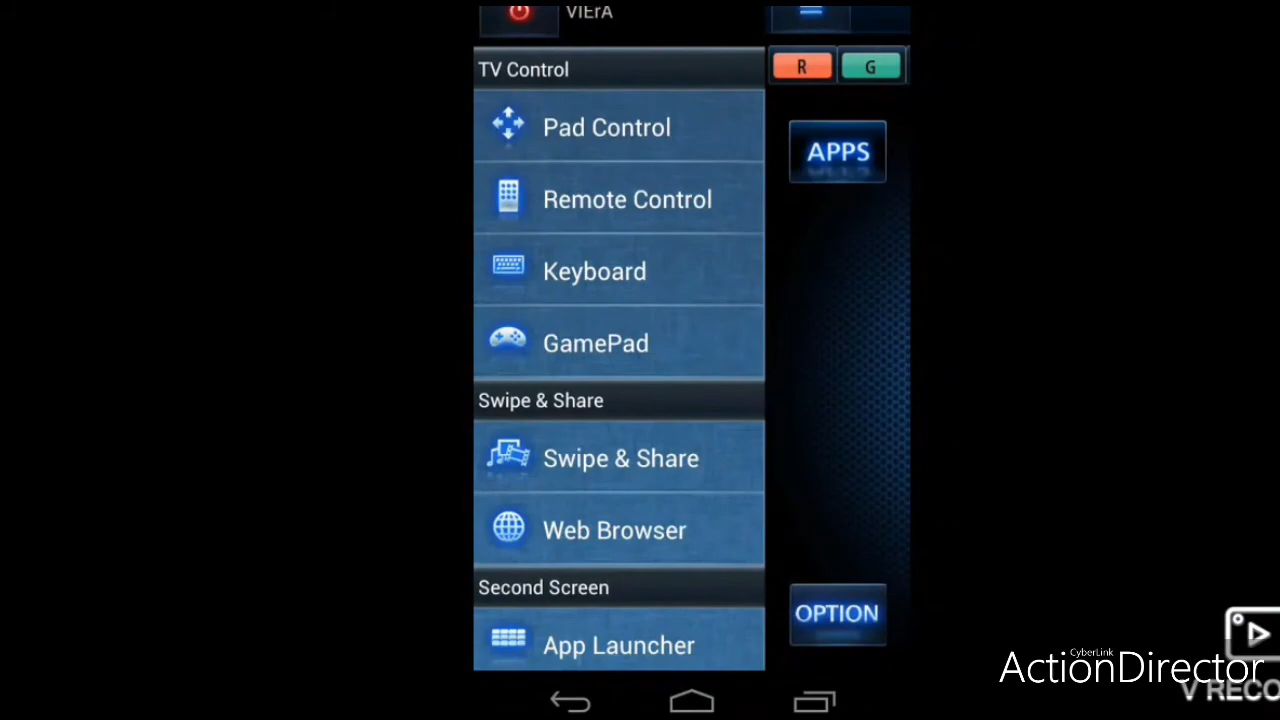 VIErA
TV Control
R
G
Pad Control
APPS
Remote Control
Keyboard
GamePad
Swipe & Share
Swipe & Share
Web Browser
Second Screen
OPTION
App Launcher
CyberLink
ActionDirector
V RECO